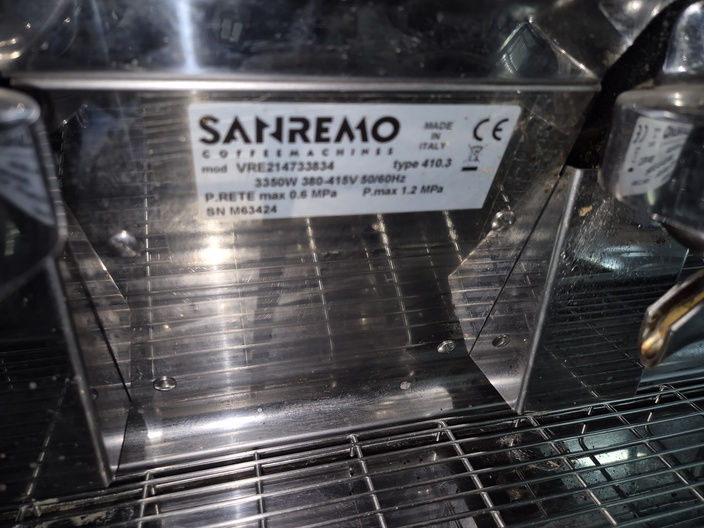 SANREMO
COFFEEMACHINES
MADE
IN
ITALY
CE
mod VRE214733834 type 410.3
3350W 380-415V 50/60Hz
P.RETE max 0.6 MPa P.max 1.2 MPa
SN M63424